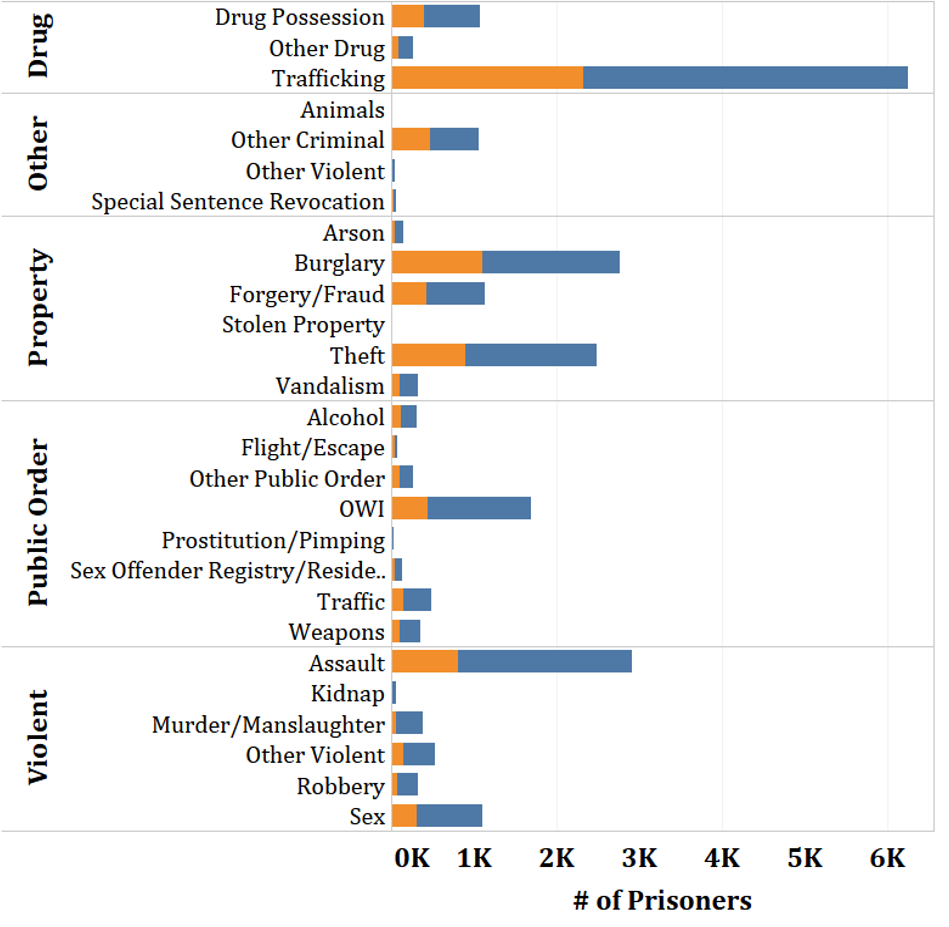 Drug
Drug Possession
Other Drug
Trafficking
Other
Animals
Other Criminal
Other Violent
Special Sentence Revocation
Property
Arson
Burglary
Forgery/Fraud
Stolen Property
Theft
Vandalism
Public Order
Alcohol
Flight/Escape
Other Public Order
OWI
Prostitution/Pimping
Sex Offender Registry/Reside..
Traffic
Weapons
Violent
Assault
Kidnap
Murder/Manslaughter
Other Violent
Robbery
Sex
0K 1K 2K 3K 4K 5K 6K
# of Prisoners